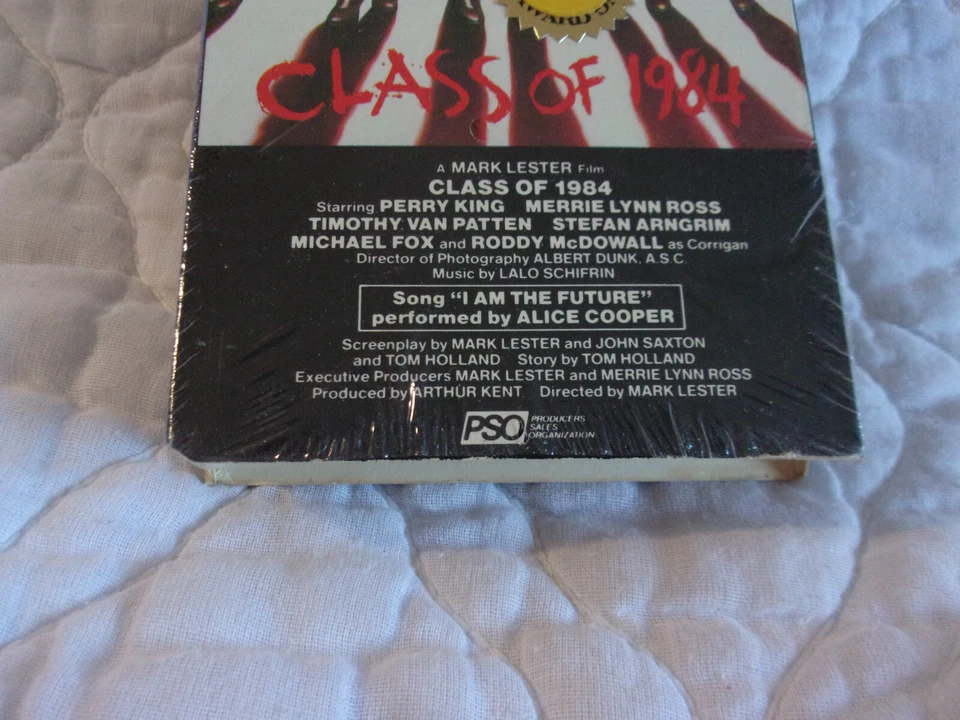 AWARD
CLASS OF 1984
A MARK LESTER Film
CLASS OF 1984
Starring PERRY KING MERRIE LYNN ROSS
TIMOTHY VAN PATTEN STEFAN ARNGRIM
MICHAEL FOX and RODDY McDOWALL as Corrigan
Director of Photography ALBERT DUNK, A.S.C.
Music by LALO SCHIFRIN
Song "I AM THE FUTURE"
performed by ALICE COOPER
Screenplay by MARK LESTER and JOHN SAXTON
and TOM HOLLAND Story by TOM HOLLAND
Executive Producers MARK LESTER and MERRIE LYNN ROSS
Produced by ARTHUR KENT Directed by MARK LESTER
PSO PRODUCERS
SALES
ORGANIZATION